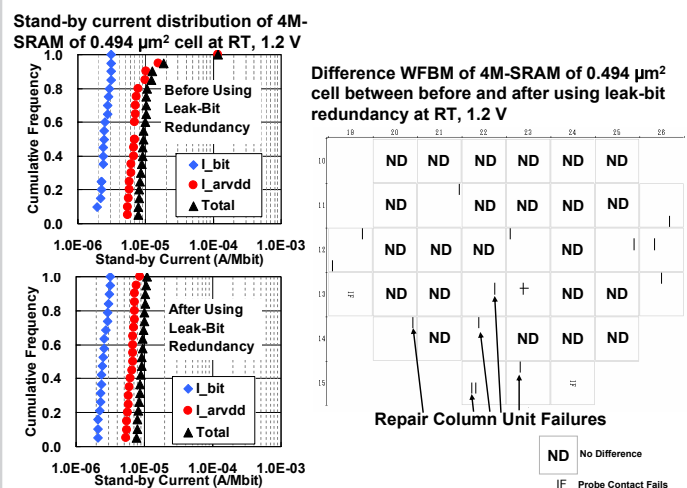 Stand-by current distribution of 4M-
SRAM of 0.494 µm² cell at RT, 1.2 V
Cumulative Frequency
1.0
0.8
0.6
0.4
0.2
0.0
Before Using
Leak-Bit
Redundancy
I_bit
I_arvdd
Total
1.0E-06 1.0E-05 1.0E-04 1.0E-03
Stand-by Current (A/Mbit)
Cumulative Frequency
1.0
0.8
0.6
0.4
0.2
0.0
After Using
Leak-Bit
Redundancy
I_bit
I_arvdd
Total
1.0E-06 1.0E-05 1.0E-04 1.0E-03
Stand-by Current (A/Mbit)
Difference WFBM of 4M-SRAM of 0.494 µm²
cell between before and after using leak-bit
redundancy at RT, 1.2 V
19 20 21 22 23 24 25 26
10 ND ND ND ND ND ND
11 ND ND ND ND ND
12 ND ND ND ND
13 IF ND ND ND ND
14 ND ND ND ND
15 IF
Repair Column Unit Failures
ND No Difference
IF Probe Contact Fails